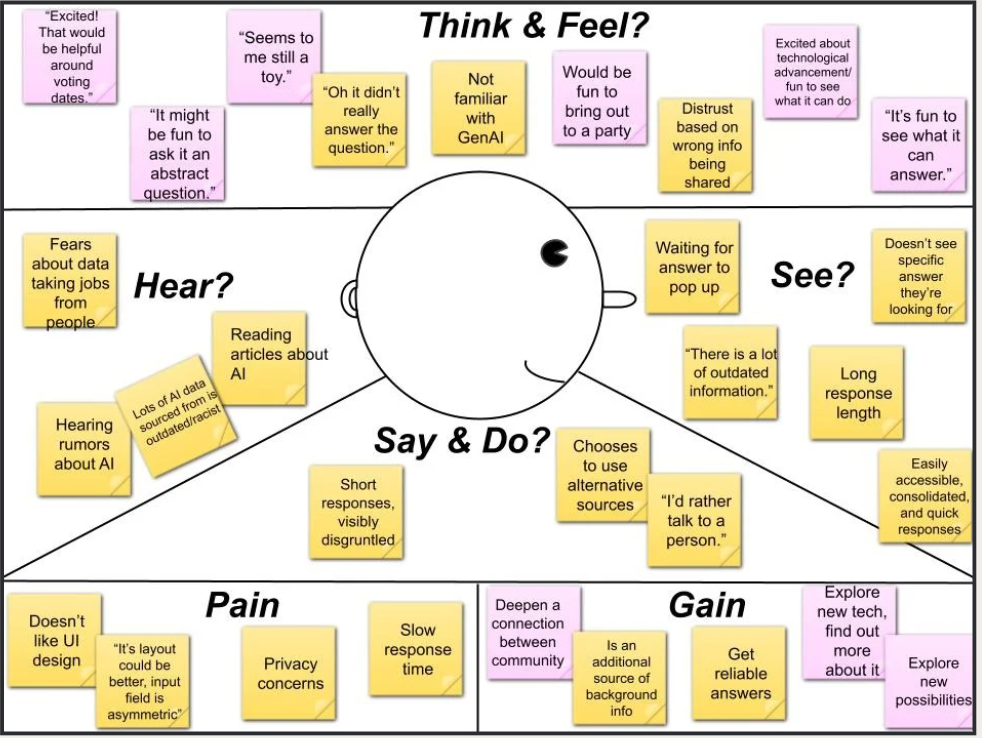 Think & Feel?
“Excited!
That would
be helpful
around
voting
dates.”
“It might
be fun to
ask it an
abstract
question.”
“Seems to
me still a
toy.”
“Oh it didn’t
really
answer the
question.”
Not
familiar
with
GenAI
Would be
fun to
bring out
to a party
Distrust
based on
wrong info
being
shared
Excited about
technological
advancement/
fun to see
what it can do
“It’s fun to
see what it
can
answer.”
Hear?
Fears
about data
taking jobs
from
people
Reading
articles about
AI
Lots of AI data
sourced from is
outdated/racist
Hearing
rumors
about AI
See?
Waiting for
answer to
pop up
Doesn’t see
specific
answer
they’re
looking for
“There is a lot
of outdated
information.”
Long
response
length
Easily
accessible,
consolidated,
and quick
responses
Say & Do?
Short
responses,
visibly
disgruntled
Chooses
to use
alternative
sources
“I’d rather
talk to a
person.”
Pain
Doesn’t
like UI
design
“It’s layout
could be
better, input
field is
asymmetric”
Privacy
concerns
Slow
response
time
Gain
Deepen a
connection
between
community
Is an
additional
source of
background
info
Get
reliable
answers
Explore
new tech,
find out
more
about it
Explore
new
possibilities